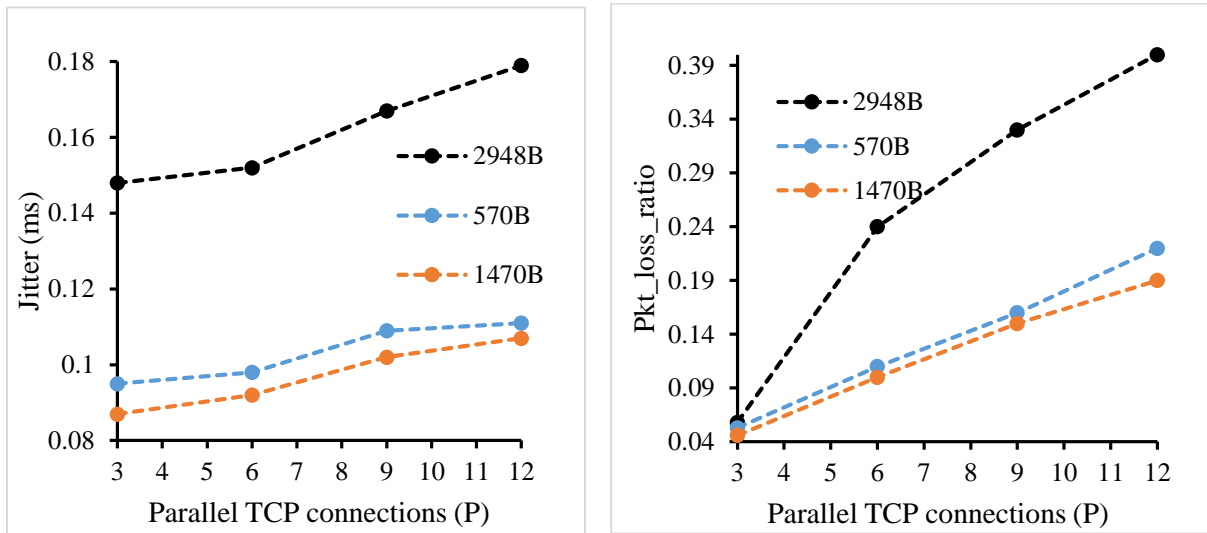 0.18
0.16
0.14
0.12
0.1
0.08
Jitter (ms)
2948B
570B
1470B
3 4 5 6 7 8 9 10 11 12
Parallel TCP connections (P)
0.39
0.34
0.29
0.24
0.19
0.14
0.09
0.04
Pkt_loss_ratio
2948B
570B
1470B
3 4 5 6 7 8 9 10 11 12
Parallel TCP connections (P)